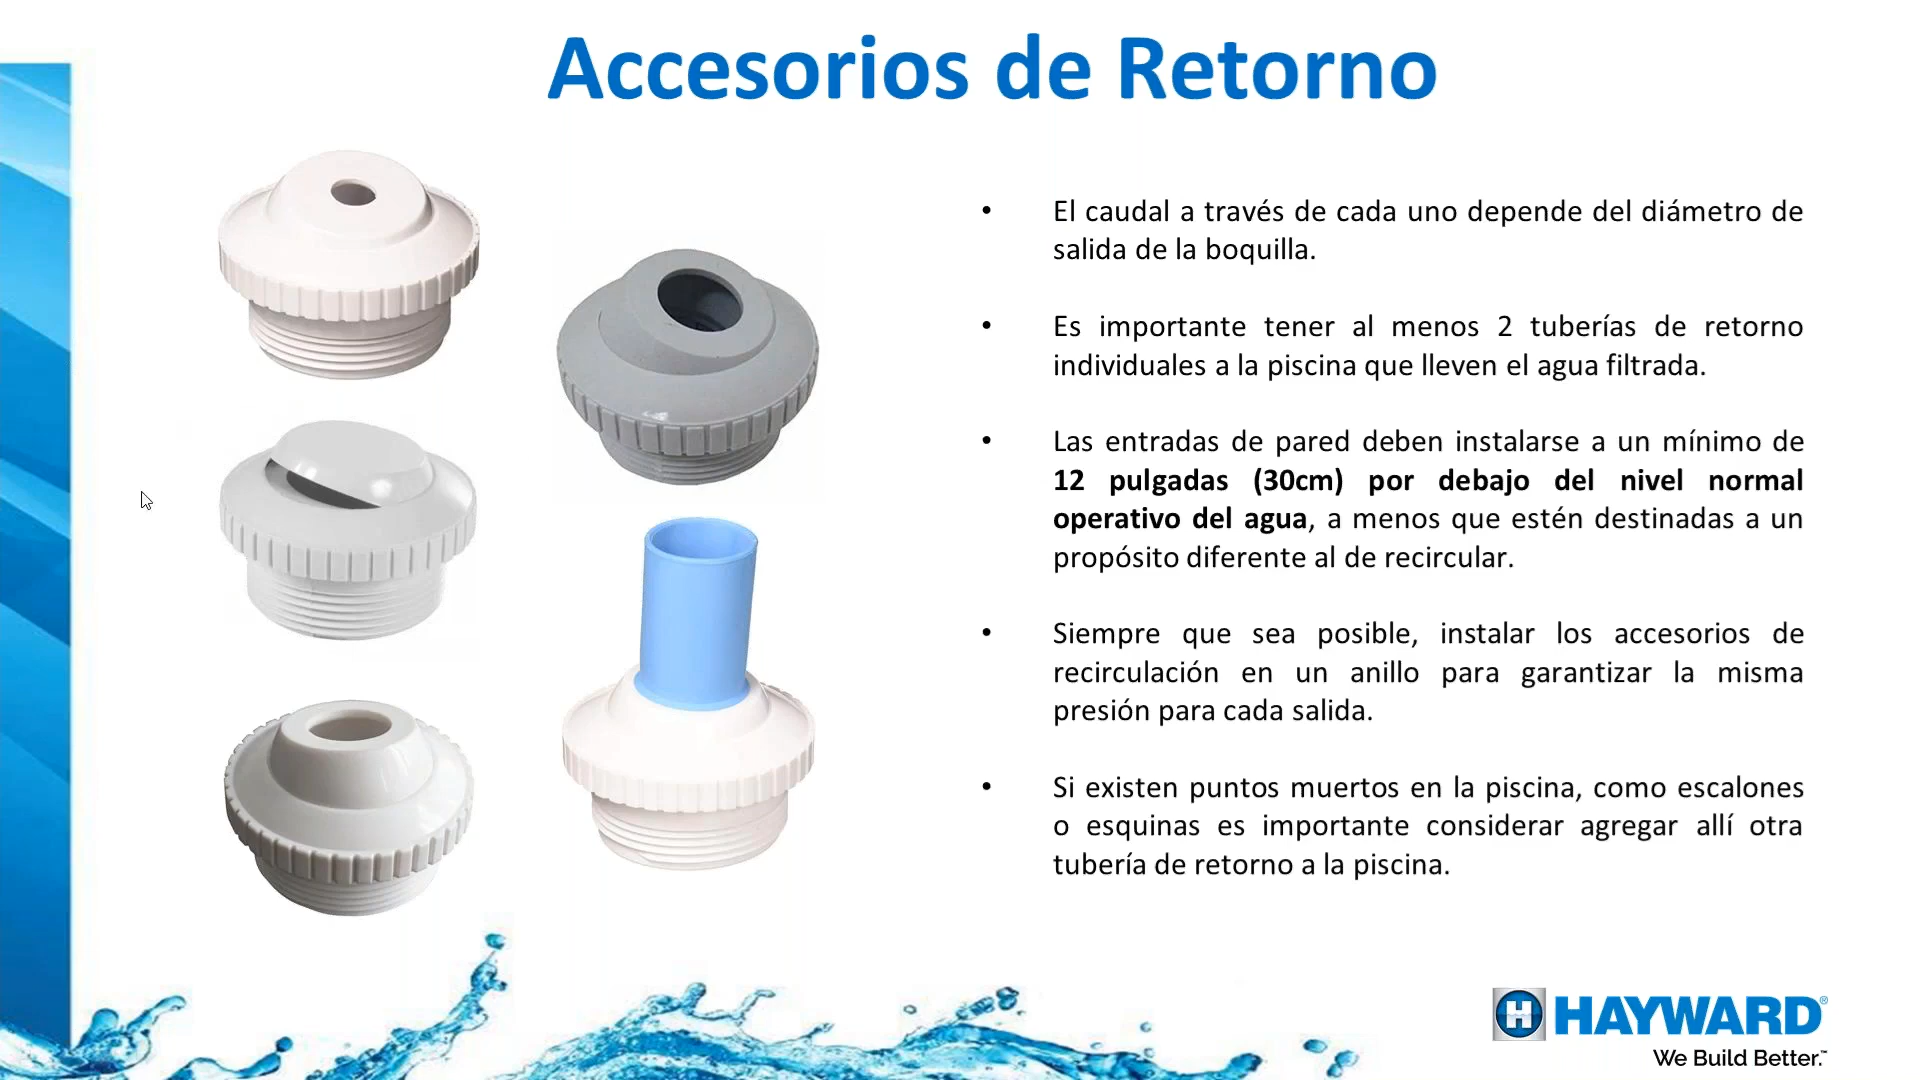 Accesorios de Retorno
• El caudal a través de cada uno depende del diámetro de
salida de la boquilla.
• Es importante tener al menos 2 tuberías de retorno
individuales a la piscina que lleven el agua filtrada.
• Las entradas de pared deben instalarse a un mínimo de
12 pulgadas (30cm) por debajo del nivel normal
operativo del agua, a menos que estén destinadas a un
propósito diferente al de recircular.
• Siempre que sea posible, instalar los accesorios de
recirculación en un anillo para garantizar la misma
presión para cada salida.
• Si existen puntos muertos en la piscina, como escalones
o esquinas es importante considerar agregar allí otra
tubería de retorno a la piscina.
H HAYWARD®
We Build Better.™